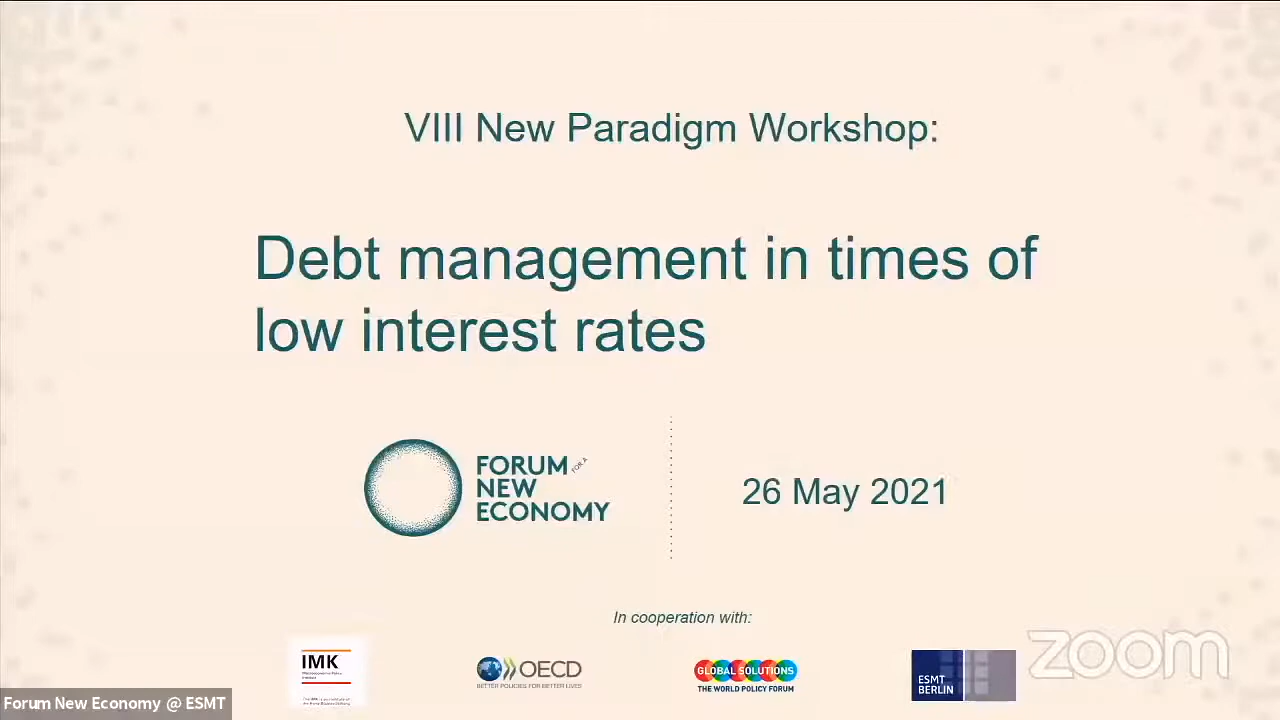 VIII New Paradigm Workshop:
Debt management in times of
low interest rates
FORUM FOR A
NEW
ECONOMY
26 May 2021
In cooperation with:
IMK
OECD
BETTER POLICIES FOR BETTER LIVES
GLOBAL SOLUTIONS
THE WORLD POLICY FORUM
ESMT
BERLIN
zoom
Forum New Economy @ ESMT